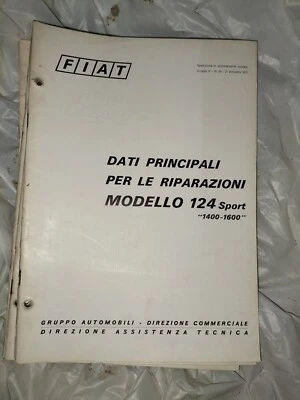 FIAT
DATI PRINCIPALI
PER LE RIPARAZIONI
MODELLO 124 Sport
"1400-1600"
GRUPPO AUTOMOBILI - DIREZIONE COMMERCIALE
DIREZIONE ASSISTENZA TECNICA